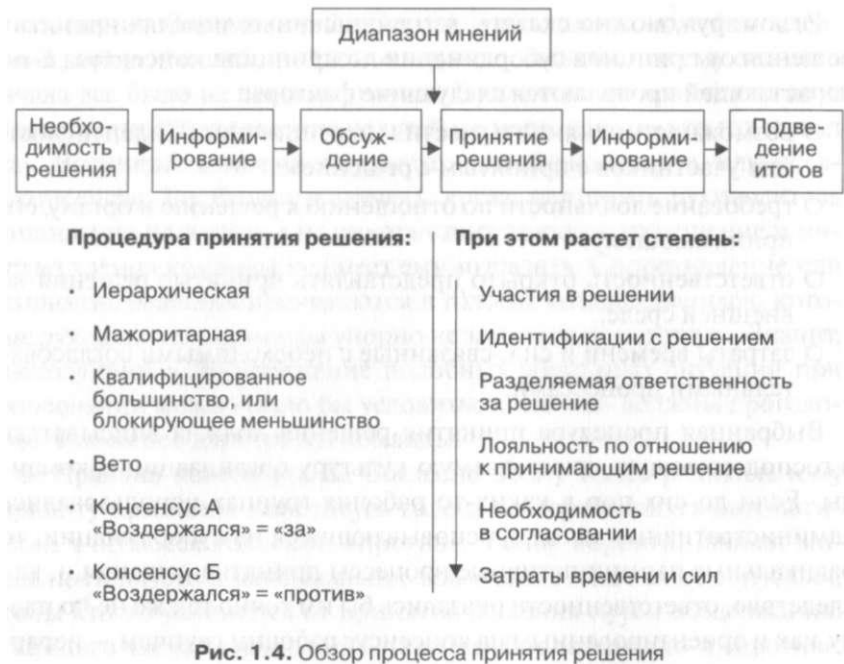 Диапазон мнений
Необхо-
димость
решения
Информи-
рование
Обсуж-
дение
Принятие
решения
Информи-
рование
Подве-
дение
итогов
Процедура принятия решения:
• Иерархическая
• Мажоритарная
• Квалифицированное
большинство, или
блокирующее меньшинство
• Вето
• Консенсус А
«Воздержался» = «за»
• Консенсус Б
«Воздержался» = «против»
При этом растет степень:
Участия в решении
Идентификации с решением
Разделяемая ответственность
за решение
Лояльность по отношению
к принимающим решение
Необходимость
в согласовании
Затраты времени и сил
Рис. 1.4. Обзор процесса принятия решения